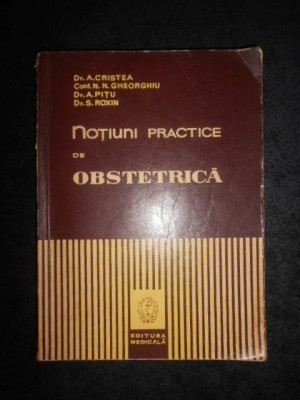 Dr. A. CRISTEA
Conf. N. N. GHEORGHIU
Dr. A. PIȚU
Dr. S. ROXIN
NOȚIUNI PRACTICE
DE
OBSTETRICĂ
EDITURA
MEDICALĂ